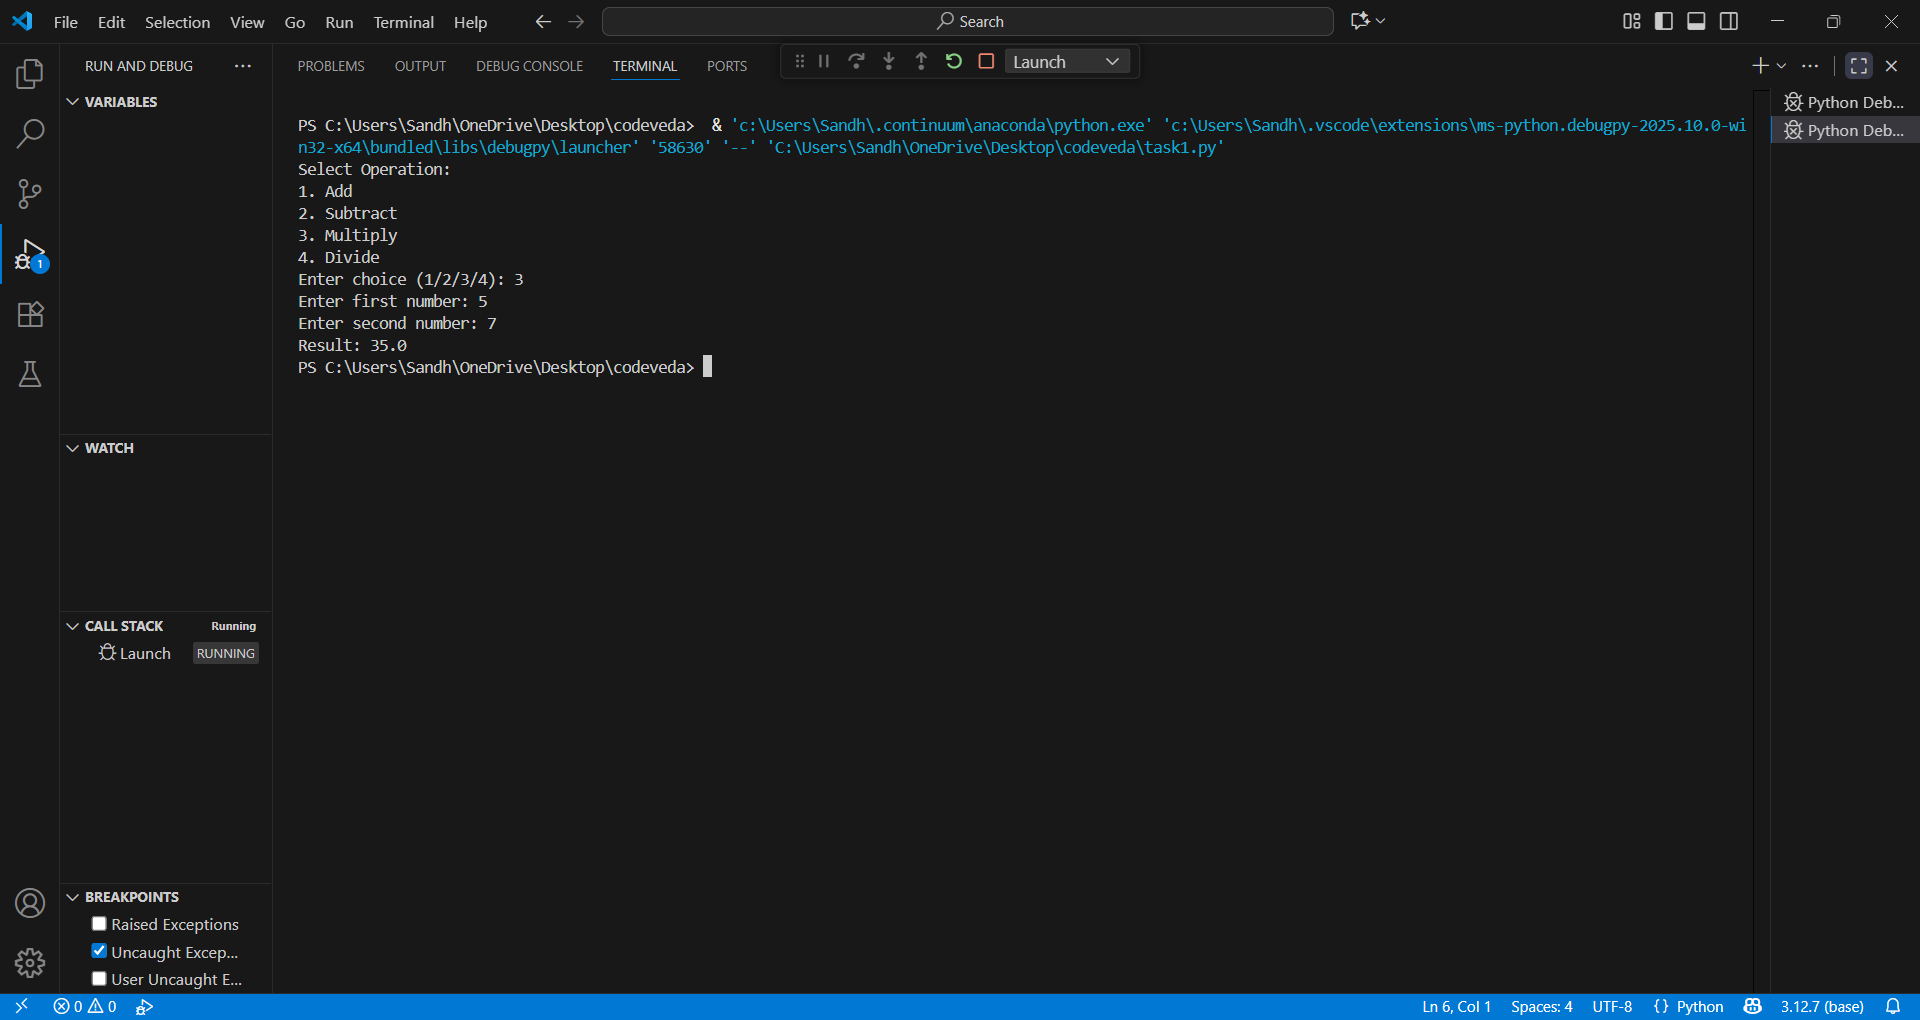 File Edit Selection View Go Run Terminal Help
Search
RUN AND DEBUG
PROBLEMS OUTPUT DEBUG CONSOLE TERMINAL PORTS
Launch
VARIABLES
Python Deb...
Python Deb...
PS C:\Users\Sandh\OneDrive\Desktop\codeveda>  & 'c:\Users\Sandh\.continuum\anaconda\python.exe' 'c:\Users\Sandh\.vscode\extensions\ms-python.debugpy-2025.10.0-wi
n32-x64\bundled\libs\debugpy\launcher' '58630' '--' 'C:\Users\Sandh\OneDrive\Desktop\codeveda\task1.py'
Select Operation:
1. Add
2. Subtract
3. Multiply
4. Divide
Enter choice (1/2/3/4): 3
Enter first number: 5
Enter second number: 7
Result: 35.0
PS C:\Users\Sandh\OneDrive\Desktop\codeveda>
1
WATCH
CALL STACK Running
Launch RUNNING
BREAKPOINTS
Raised Exceptions
Uncaught Excep...
User Uncaught E...
0 0
Ln 6, Col 1 Spaces: 4 UTF-8 {} Python 3.12.7 (base)